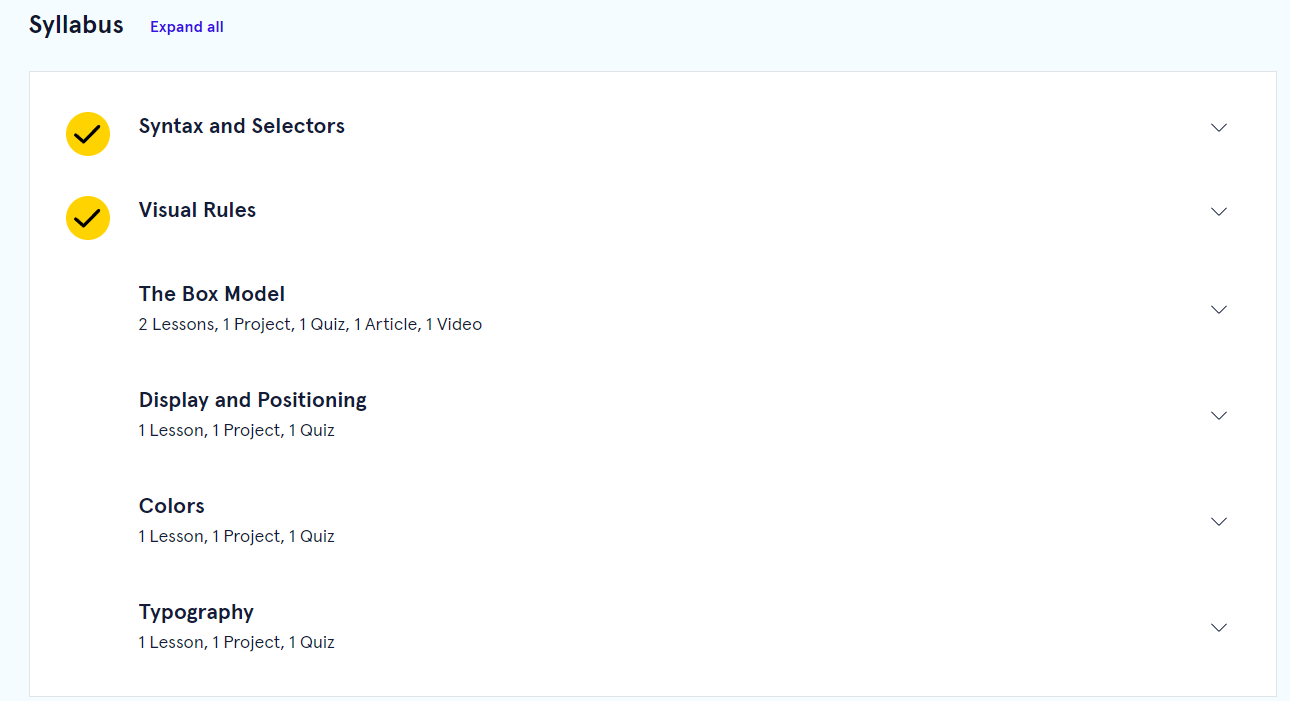 Syllabus Expand all
Syntax and Selectors
Visual Rules
The Box Model
2 Lessons, 1 Project, 1 Quiz, 1 Article, 1 Video
Display and Positioning
1 Lesson, 1 Project, 1 Quiz
Colors
1 Lesson, 1 Project, 1 Quiz
Typography
1 Lesson, 1 Project, 1 Quiz